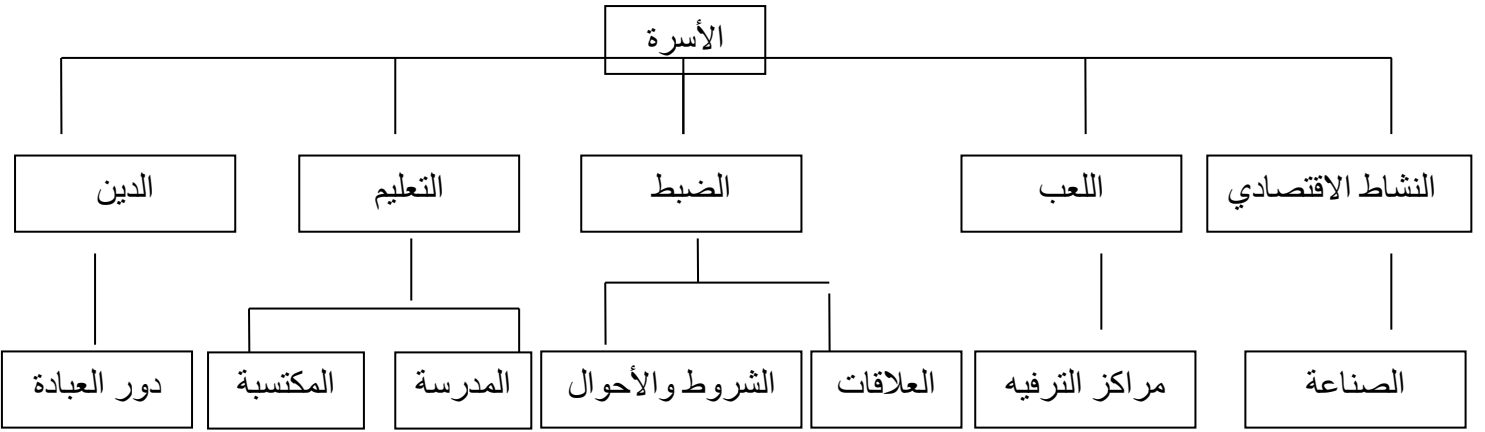 الأسرة
النشاط الاقتصادي
اللعب
الضبط
التعليم
الدين
الصناعة
مراكز الترفيه
العلاقات
الشروط والأحوال
المدرسة
المكتسبة
دور العبادة